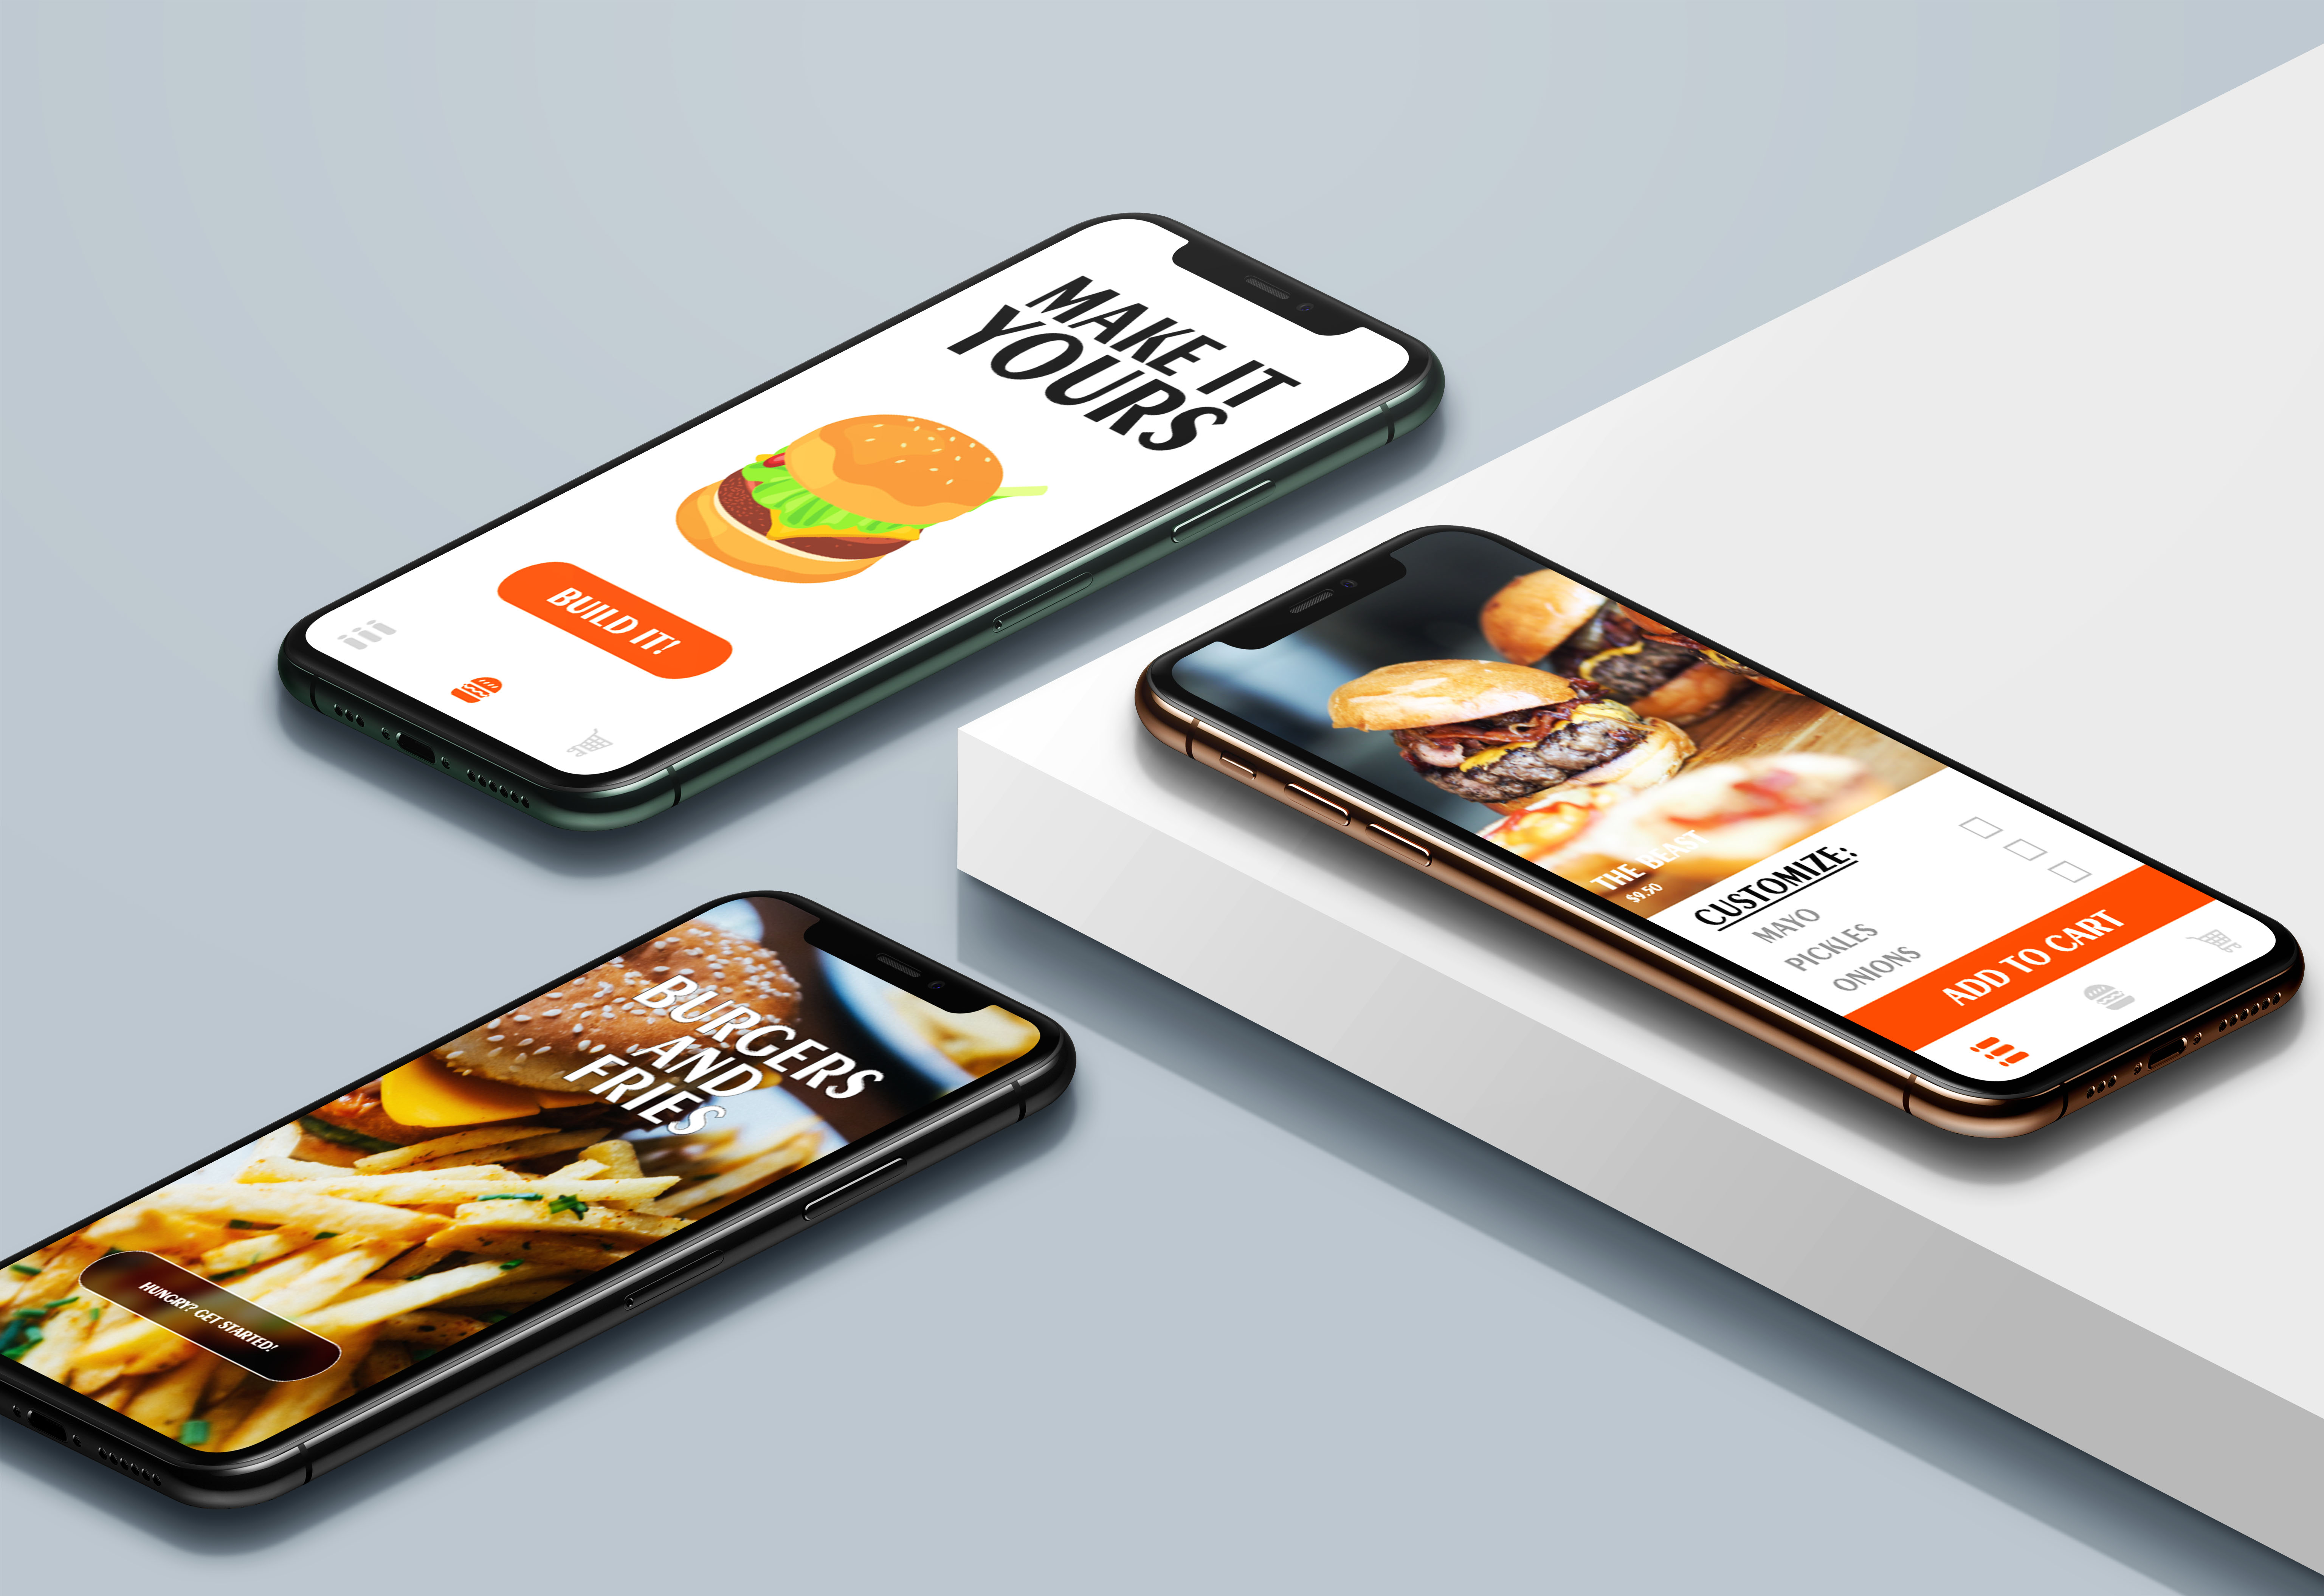 MAKE IT
YOURS
BUILD IT!
THE BEAST
$9.50
CUSTOMIZE:
MAYO
PICKLES
ONIONS
ADD TO CART
BURGERS
AND
FRIES
HUNGRY? GET STARTED!